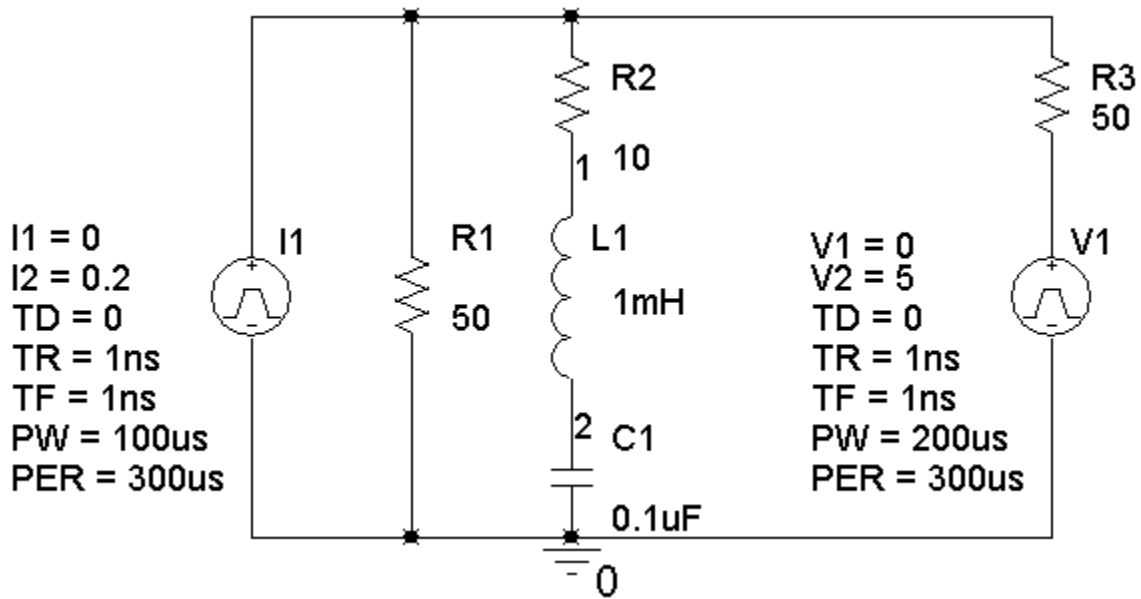 R2
10
1
R3
50
I1 = 0
I2 = 0.2
TD = 0
TR = 1ns
TF = 1ns
PW = 100us
PER = 300us
+
I1
-
R1
50
L1
1mH
V1 = 0
V2 = 5
TD = 0
TR = 1ns
TF = 1ns
PW = 200us
PER = 300us
V1
+
-
2
C1
0.1uF
0